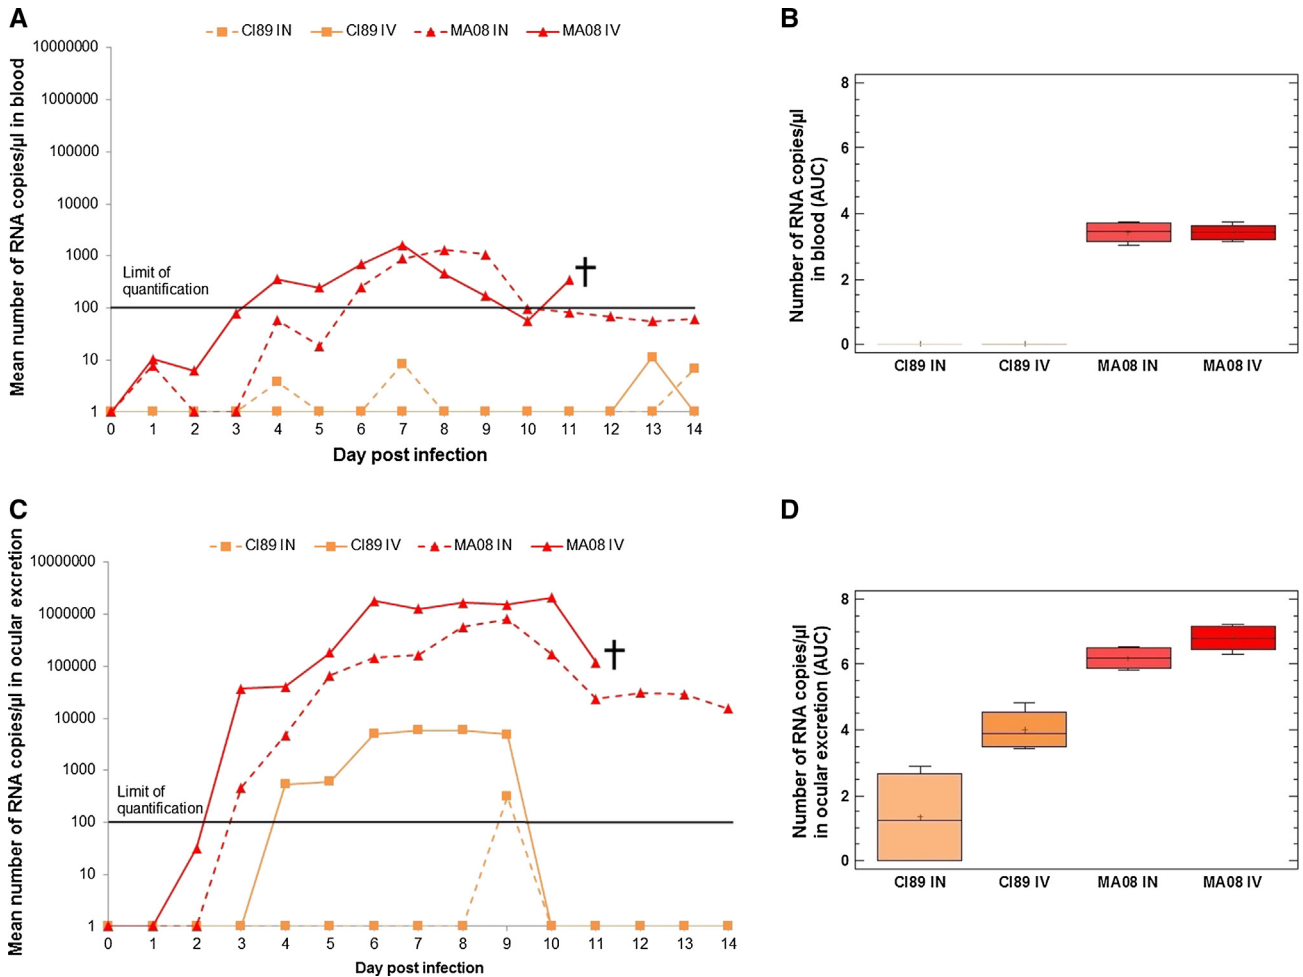 A
CI89 IN CI89 IV MA08 IN MA08 IV
Mean number of RNA copies/µl in blood
10000000
1000000
100000
10000
1000
100
10
1
Limit of
quantification
0 1 2 3 4 5 6 7 8 9 10 11 12 13 14
Day post infection
B
Number of RNA copies/µl
in blood (AUC)
8
6
4
2
0
CI89 IN CI89 IV MA08 IN MA08 IV
C
CI89 IN CI89 IV MA08 IN MA08 IV
Mean number of RNA copies/µl in ocular excretion
10000000
1000000
100000
10000
1000
100
10
1
Limit of
quantification
0 1 2 3 4 5 6 7 8 9 10 11 12 13 14
Day post infection
D
Number of RNA copies/µl
in ocular excretion (AUC)
8
6
4
2
0
CI89 IN CI89 IV MA08 IN MA08 IV